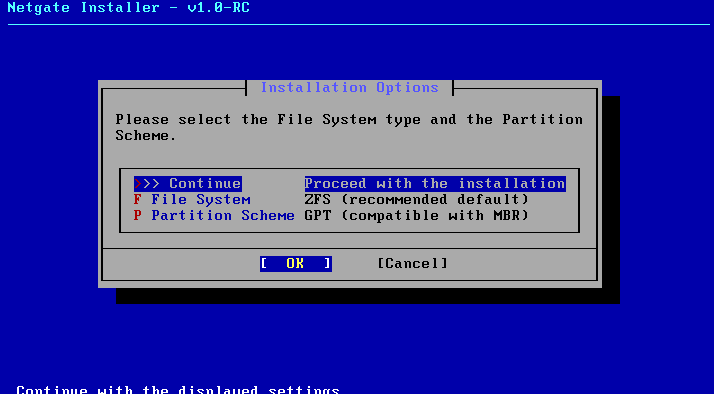 Netgate Installer - v1.0-RC
Installation Options
Please select the File System type and the Partition
Scheme.
>>> Continue Proceed with the installation
F File System ZFS (recommended default)
P Partition Scheme GPT (compatible with MBR)
[ OK ] [Cancel]
Continue with the displayed settings